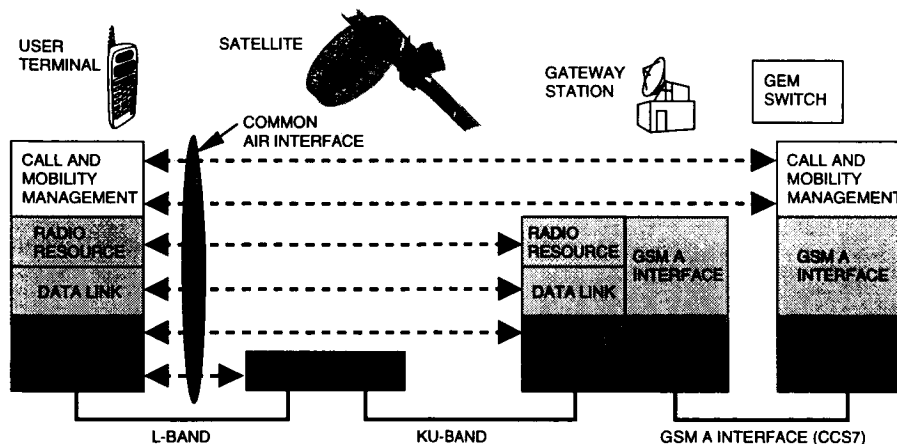 USER
TERMINAL
SATELLITE
GATEWAY
STATION
GEM
SWITCH
COMMON
AIR INTERFACE
CALL AND
MOBILITY
MANAGEMENT
CALL AND
MOBILITY
MANAGEMENT
RADIO
RESOURCE
RADIO
RESOURCE
GSM A
INTERFACE
GSM A
INTERFACE
DATA LINK
DATA LINK
L-BAND
KU-BAND
GSM A INTERFACE (CCS7)